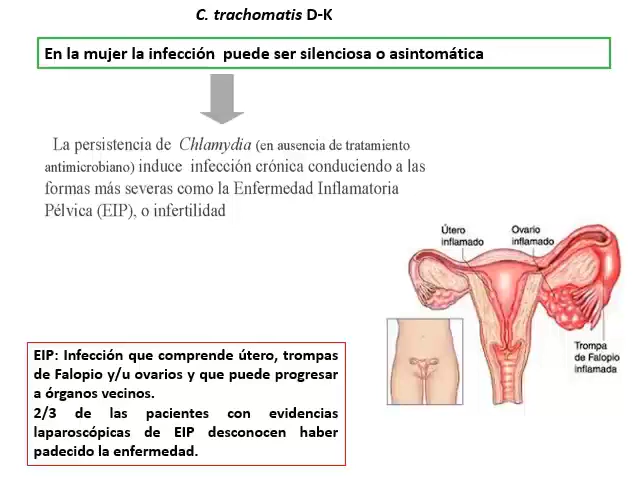 C. trachomatis D-K
En la mujer la infección puede ser silenciosa o asintomática
La persistencia de Chlamydia (en ausencia de tratamiento
antimicrobiano) induce infección crónica conduciendo a las
formas más severas como la Enfermedad Inflamatoria
Pélvica (EIP), o infertilidad
Útero
inflamado
Ovario
inflamado
Trompa
de Falopio
inflamada
EIP: Infección que comprende útero, trompas
de Falopio y/u ovarios y que puede progresar
a órganos vecinos.
2/3 de las pacientes con evidencias
laparoscópicas de EIP desconocen haber
padecido la enfermedad.